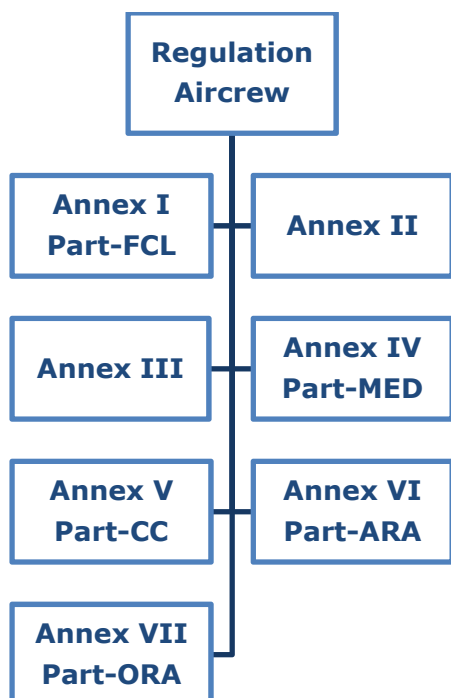 Regulation
Aircrew
Annex I
Part-FCL
Annex II
Annex III
Annex IV
Part-MED
Annex V
Part-CC
Annex VI
Part-ARA
Annex VII
Part-ORA